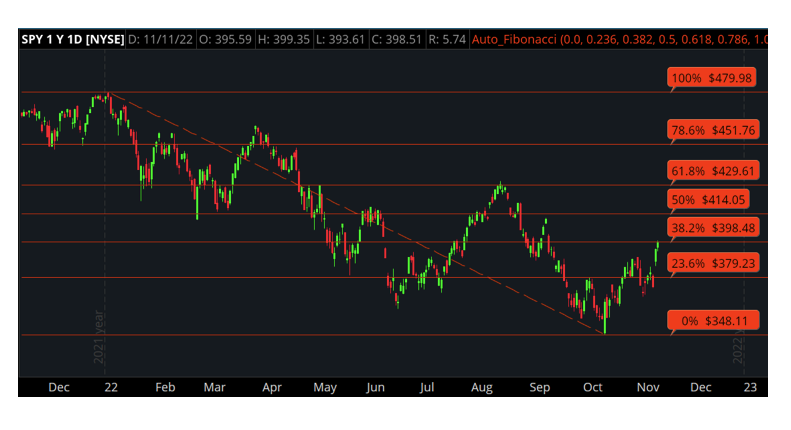 SPY 1 Y 1D [NYSE] D: 11/11/22 O: 395.59 H: 399.35 L: 393.61 C: 398.51 R: 5.74 Auto_Fibonacci (0.0, 0.236, 0.382, 0.5, 0.618, 0.786, 1.0
100% $479.98
78.6% $451.76
61.8% $429.61
50% $414.05
38.2% $398.48
23.6% $379.23
0% $348.11
2021 year
2022 y
Dec 22 Feb Mar Apr May Jun Jul Aug Sep Oct Nov Dec 23